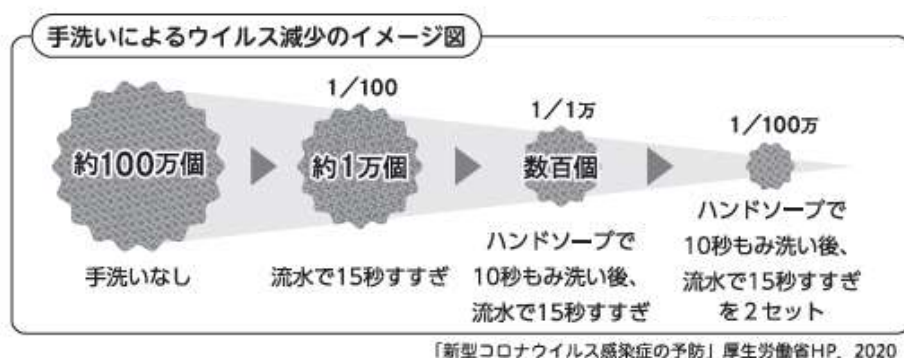 手洗いによるウイルス減少のイメージ図
約100万個
手洗いなし
1/100
約1万個
流水で15秒すすぎ
1/1万
数百個
ハンドソープで
10秒もみ洗い後、
流水で15秒すすぎ
1/100万
ハンドソープで
10秒もみ洗い後、
流水で15秒すすぎ
を2セット
「新型コロナウイルス感染症の予防」厚生労働省HP，2020